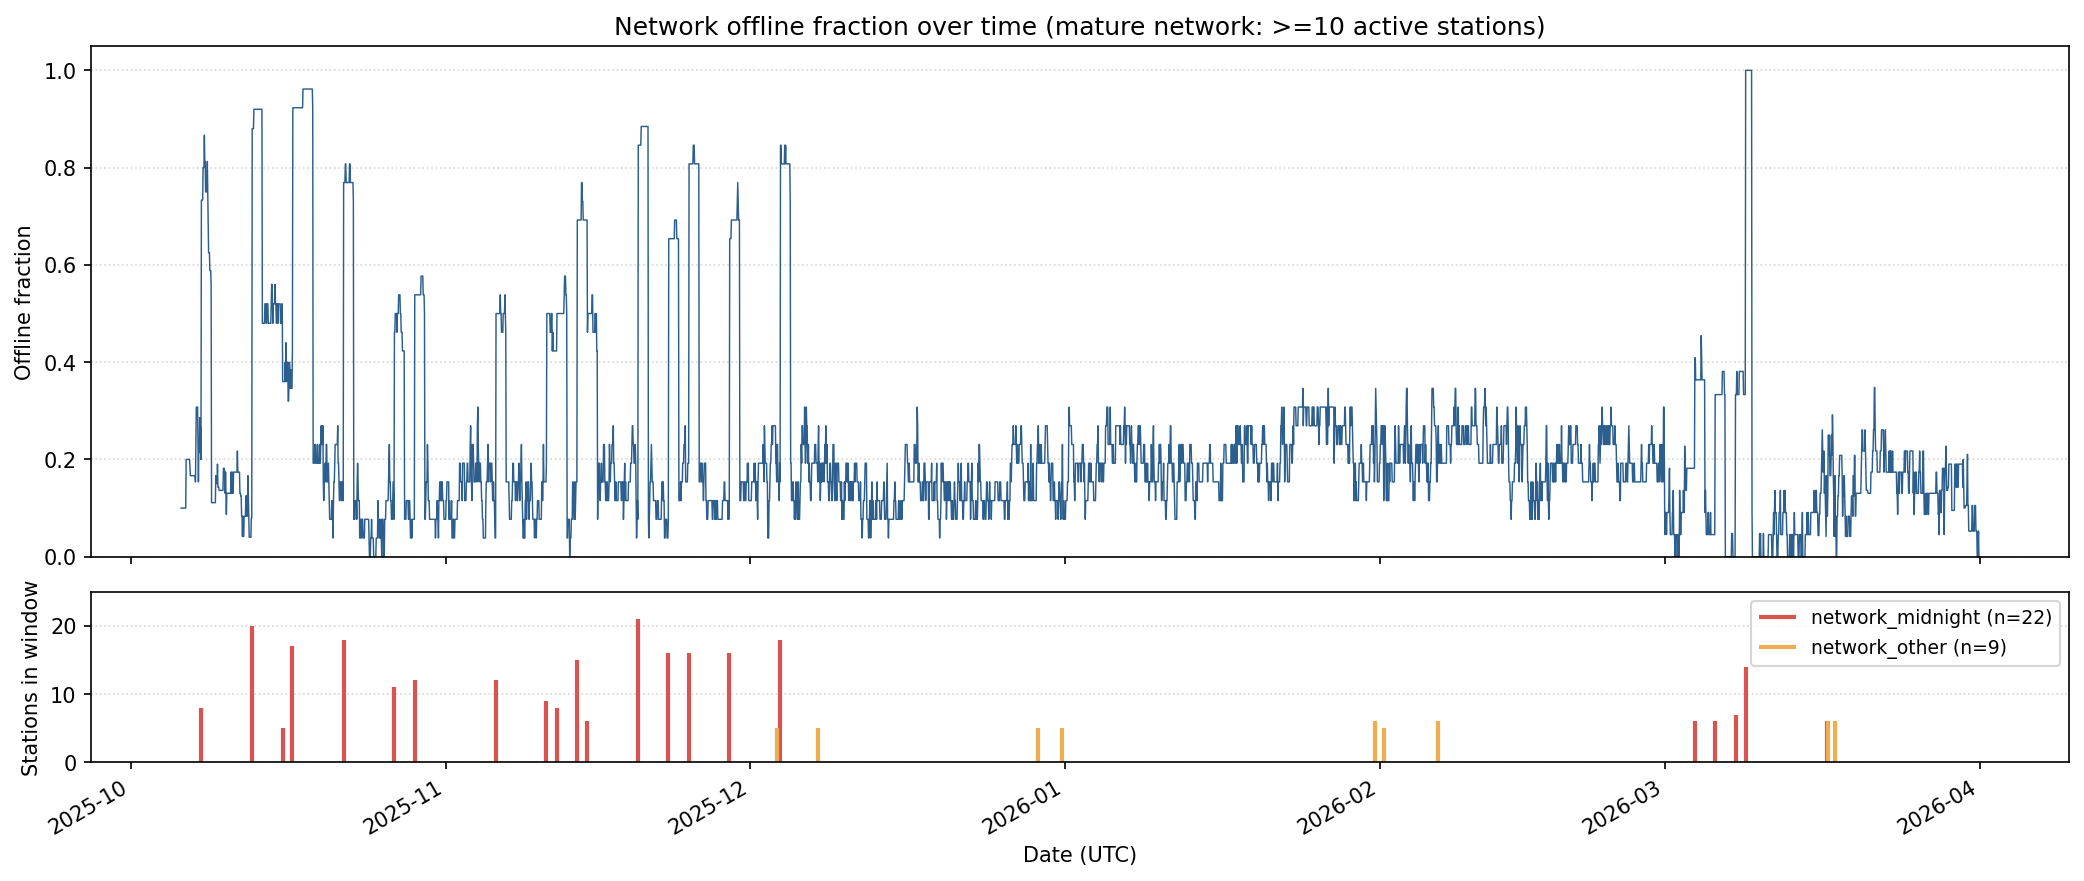 Network offline fraction over time (mature network: >=10 active stations)
Offline fraction
1.0
0.8
0.6
0.4
0.2
0.0
Stations in window
20
10
0
network_midnight (n=22)
network_other (n=9)
2025-10
2025-11
2025-12
2026-01
2026-02
2026-03
2026-04
Date (UTC)